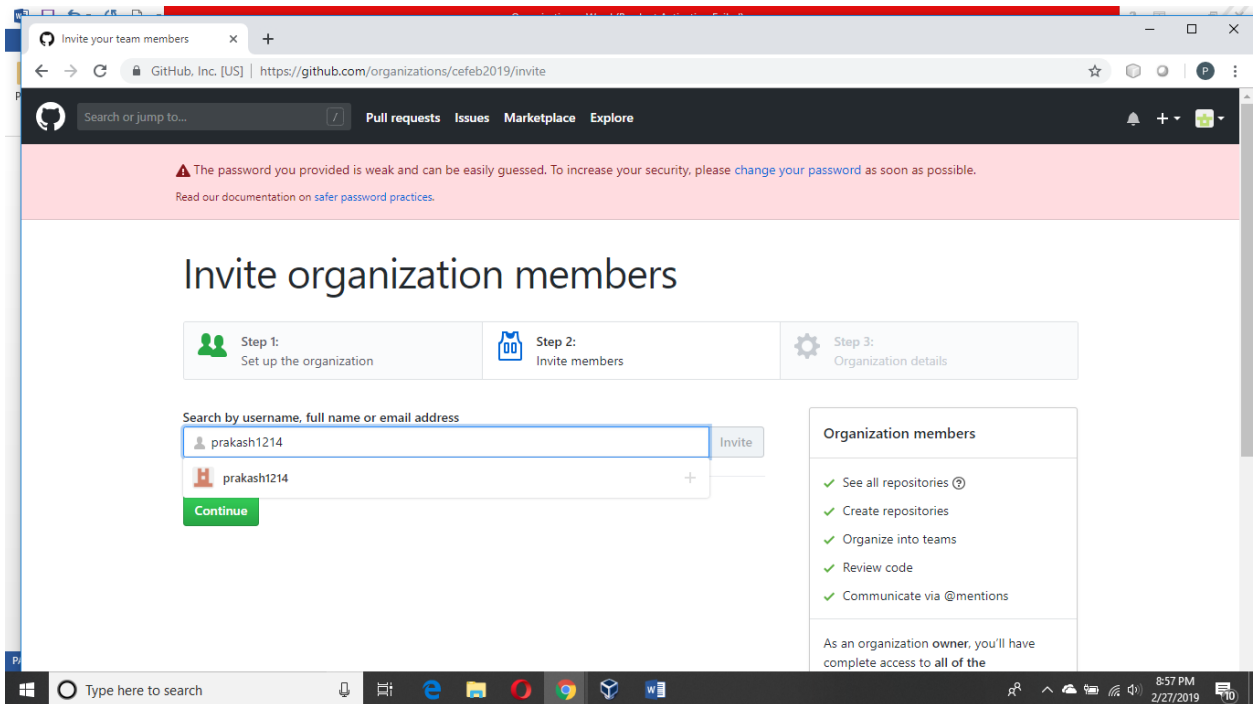 Invite your team members
GitHub, Inc. [US] | https://github.com/organizations/cefeb2019/invite
P
Search or jump to...
/
Pull requests Issues Marketplace Explore
The password you provided is weak and can be easily guessed. To increase your security, please change your password as soon as possible.
Read our documentation on safer password practices.
Invite organization members
Step 1:
Set up the organization
Step 2:
Invite members
Step 3:
Organization details
Search by username, full name or email address
prakash1214
Invite
prakash1214
Continue
Organization members
See all repositories
Create repositories
Organize into teams
Review code
Communicate via @mentions
As an organization owner, you'll have
complete access to all of the
Type here to search
8:57 PM
2/27/2019
10